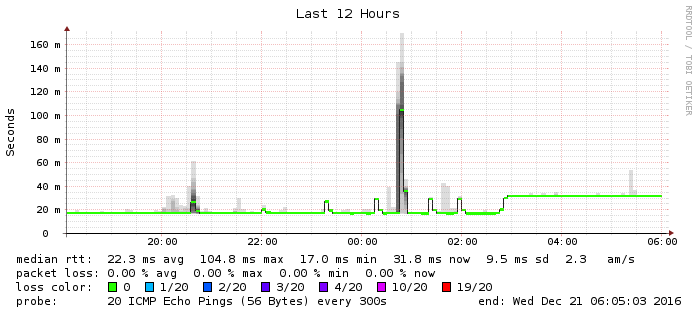 Last 12 Hours
RRDTOOL / TOBI OETIKER
Seconds
160 m
140 m
120 m
100 m
80 m
60 m
40 m
20 m
0
20:00 22:00 00:00 02:00 04:00 06:00
median rtt: 22.3 ms avg 104.8 ms max 17.0 ms min 31.8 ms now 9.5 ms sd 2.3 am/s
packet loss: 0.00 % avg 0.00 % max 0.00 % min 0.00 % now
loss color: 0 1/20 2/20 3/20 4/20 10/20 19/20
probe: 20 ICMP Echo Pings (56 Bytes) every 300s end: Wed Dec 21 06:05:03 2016